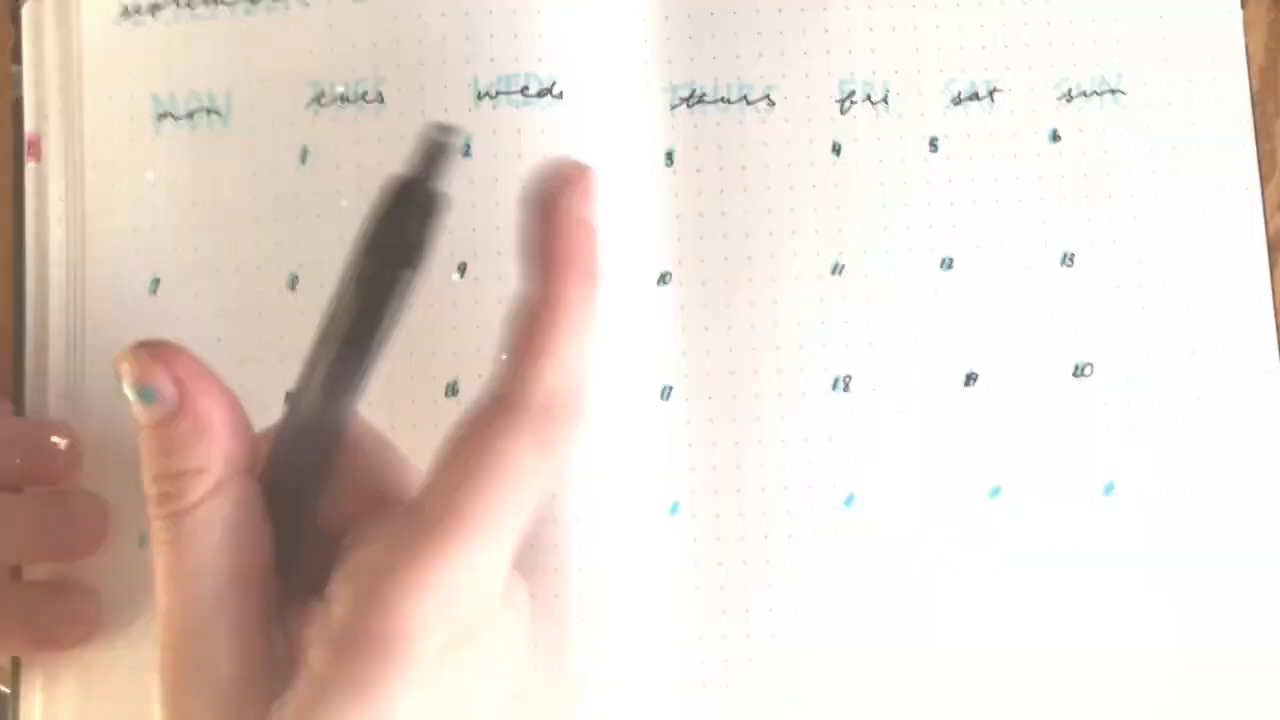 september
mon tues wed thurs fri sat sun
1 2 3 4 5 6
7 8 9 10 11 12 13
16 17 18 19 20